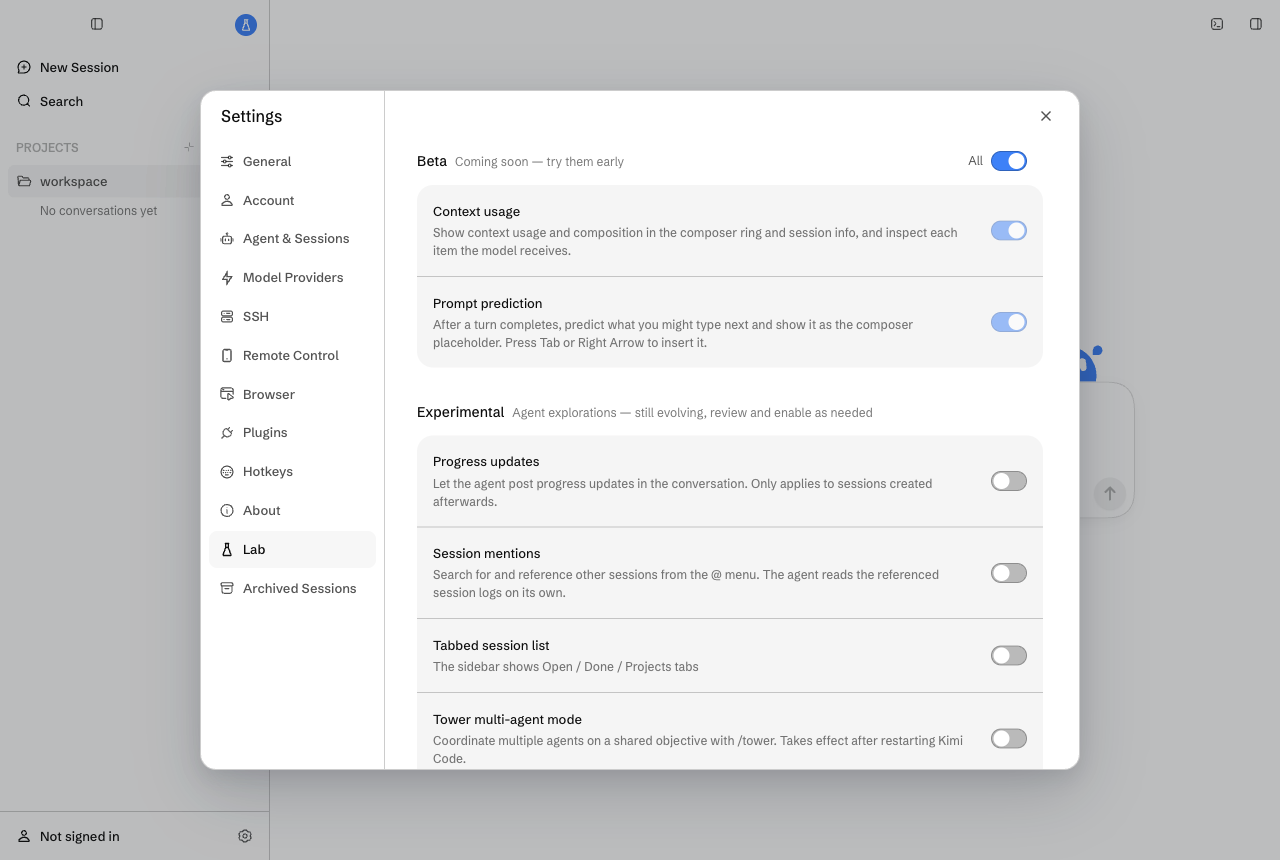 New Session
Search
PROJECTS
workspace
No conversations yet
Not signed in
Settings
General
Account
Agent & Sessions
Model Providers
SSH
Remote Control
Browser
Plugins
Hotkeys
About
Lab
Archived Sessions
Beta Coming soon — try them early All
Context usage
Show context usage and composition in the composer ring and session info, and inspect each
item the model receives.
Prompt prediction
After a turn completes, predict what you might type next and show it as the composer
placeholder. Press Tab or Right Arrow to insert it.
Experimental Agent explorations — still evolving, review and enable as needed
Progress updates
Let the agent post progress updates in the conversation. Only applies to sessions created
afterwards.
Session mentions
Search for and reference other sessions from the @ menu. The agent reads the referenced
session logs on its own.
Tabbed session list
The sidebar shows Open / Done / Projects tabs
Tower multi-agent mode
Coordinate multiple agents on a shared objective with /tower. Takes effect after restarting Kimi
Code.